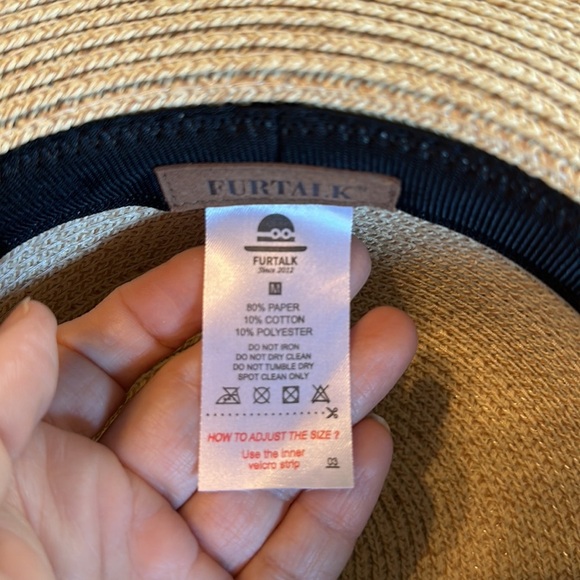 FURTALK
FURTALK
Since 2012
M
80% PAPER
10% COTTON
10% POLYESTER
DO NOT IRON
DO NOT DRY CLEAN
DO NOT TUMBLE DRY
SPOT CLEAN ONLY
HOW TO ADJUST THE SIZE ?
Use the inner
velcro strip
03